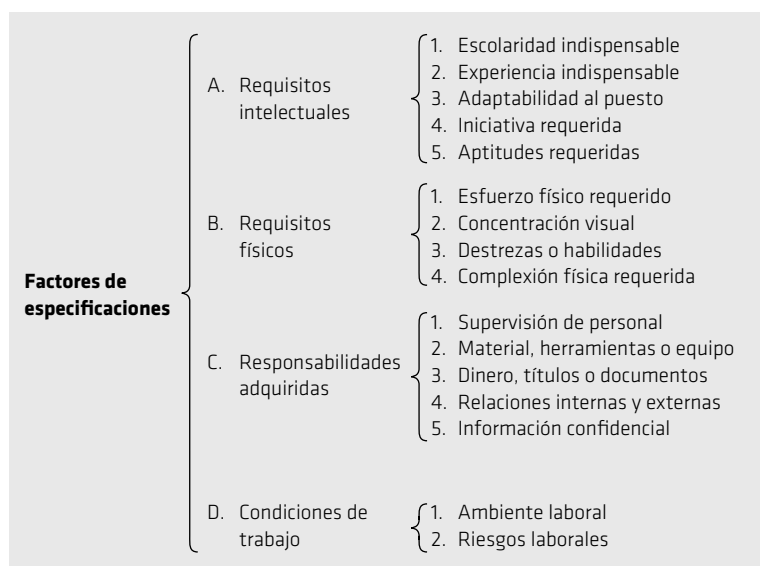 Factores de
especificaciones
A. Requisitos
intelectuales
1. Escolaridad indispensable
2. Experiencia indispensable
3. Adaptabilidad al puesto
4. Iniciativa requerida
5. Aptitudes requeridas
B. Requisitos
físicos
1. Esfuerzo físico requerido
2. Concentración visual
3. Destrezas o habilidades
4. Complexión física requerida
C. Responsabilidades
adquiridas
1. Supervisión de personal
2. Material, herramientas o equipo
3. Dinero, títulos o documentos
4. Relaciones internas y externas
5. Información confidencial
D. Condiciones de
trabajo
1. Ambiente laboral
2. Riesgos laborales